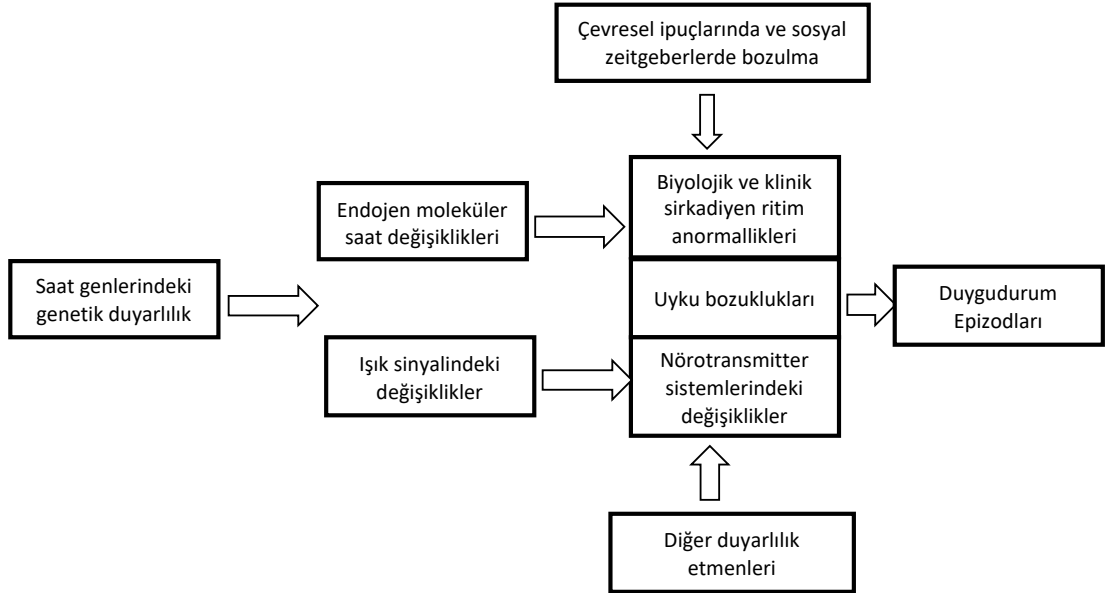 Çevresel ipuçlarında ve sosyal
zeitgeberlerde bozulma
Endojen moleküler
saat değişiklikleri
Biyolojik ve klinik
sirkadiyen ritim
anormallikleri
Saat genlerindeki
genetik duyarlılık
Uyku bozuklukları
Duygudurum
Epizodları
Işık sinyalindeki
değişiklikler
Nörotransmitter
sistemlerindeki
değişiklikler
Diğer duyarlılık
etmenleri